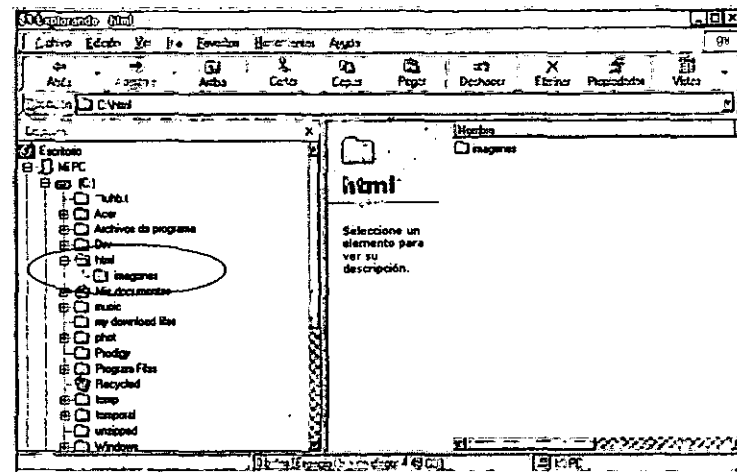 Explorando - html
Edición Ver Ir a Favoritos Herramientas Ayuda
Atrás Adelante Arriba Cortar Copiar Pegar Deshacer Eliminar Propiedades Vistas
Dirección C:\html
Escritorio
Mi PC
(C:)
Acer
Archivos de programa
Drv
html
imagenes
Mis documentos
music
my download files
phot
Prodigy
Program Files
Recycled
temp
temporal
unzipped
Windows
html
Seleccione un
elemento para
ver su
descripción.
Nombre
imagenes
Mi PC